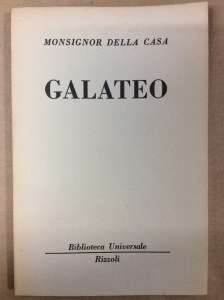 MONSIGNOR DELLA CASA
GALATEO
Biblioteca Universale
Rizzoli